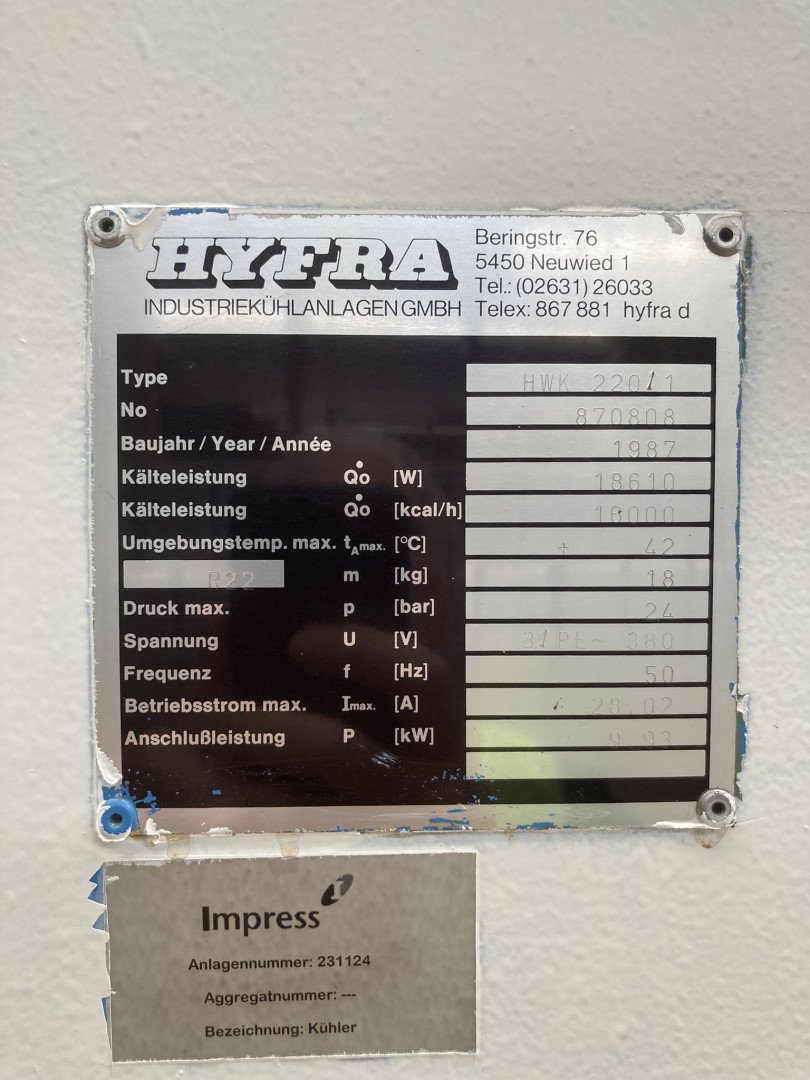 HYFRA
INDUSTRIEKÜHLANLAGEN GMBH
Beringstr. 76
5450 Neuwied 1
Tel.: (02631) 26033
Telex: 867 881 hyfra d
Type HWK 220/1
No 870808
Baujahr / Year / Année 1987
Kälteleistung Q̇o [W] 18610
Kälteleistung Q̇o [kcal/h] 16000
Umgebungstemp. max. tAmax. [°C] + 42
R22 m [kg] 18
Druck max. p [bar] 24
Spannung U [V] 3/PE~ 380
Frequenz f [Hz] 50
Betriebsstrom max. Imax. [A] 28.02
Anschlußleistung P [kW] 9.93
Impress
Anlagennummer: 231124
Aggregatnummer: ---
Bezeichnung: Kühler